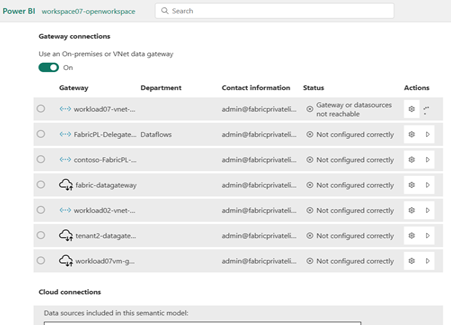 Power BI workspace07-openworkspace Search
Gateway connections
Use an On-premises or VNet data gateway
On
Gateway Department Contact information Status Actions
workload07-vnet-... admin@fabricprivateli... Gateway or datasources
not reachable
FabricPL-Delegate... Dataflows admin@fabricprivateli... Not configured correctly
contoso-FabricPL-... admin@fabricprivateli... Not configured correctly
fabric-datagateway admin@fabricprivateli... Not configured correctly
workload02-vnet-... admin@fabricprivateli... Not configured correctly
tenant2-datagate... admin@fabricprivateli... Not configured correctly
workload07vm-g... admin@fabricprivateli... Not configured correctly
Cloud connections
Data sources included in this semantic model: